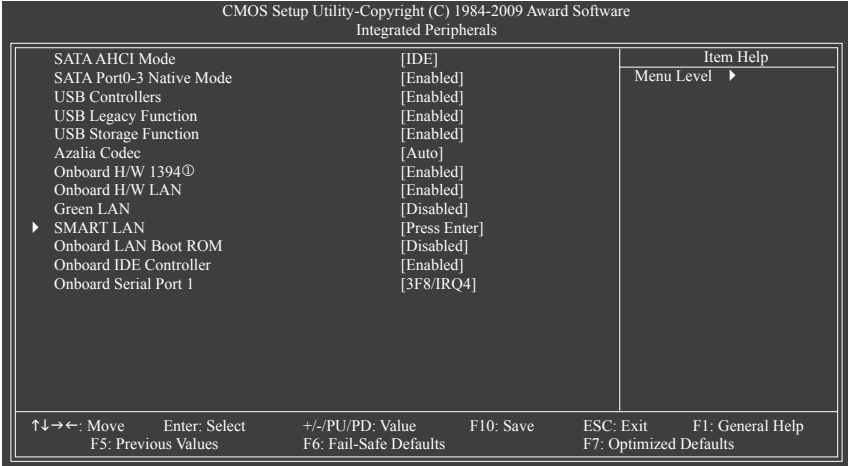 CMOS Setup Utility-Copyright (C) 1984-2009 Award Software
Integrated Peripherals
SATA AHCI Mode [IDE]
SATA Port0-3 Native Mode [Enabled]
USB Controllers [Enabled]
USB Legacy Function [Enabled]
USB Storage Function [Enabled]
Azalia Codec [Auto]
Onboard H/W 1394① [Enabled]
Onboard H/W LAN [Enabled]
Green LAN [Disabled]
SMART LAN [Press Enter]
Onboard LAN Boot ROM [Disabled]
Onboard IDE Controller [Enabled]
Onboard Serial Port 1 [3F8/IRQ4]
Item Help
Menu Level
↑↓→←: Move Enter: Select +/-/PU/PD: Value F10: Save ESC: Exit F1: General Help
F5: Previous Values F6: Fail-Safe Defaults F7: Optimized Defaults